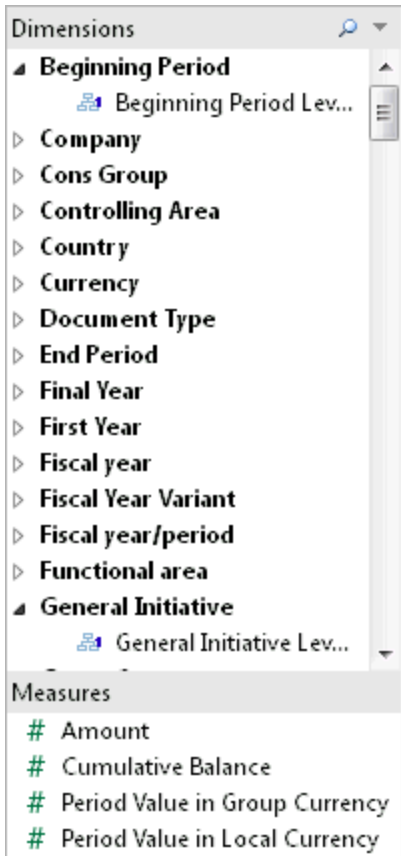 Dimensions
Beginning Period
Beginning Period Lev...
Company
Cons Group
Controlling Area
Country
Currency
Document Type
End Period
Final Year
First Year
Fiscal year
Fiscal Year Variant
Fiscal year/period
Functional area
General Initiative
General Initiative Lev...
Measures
# Amount
# Cumulative Balance
# Period Value in Group Currency
# Period Value in Local Currency